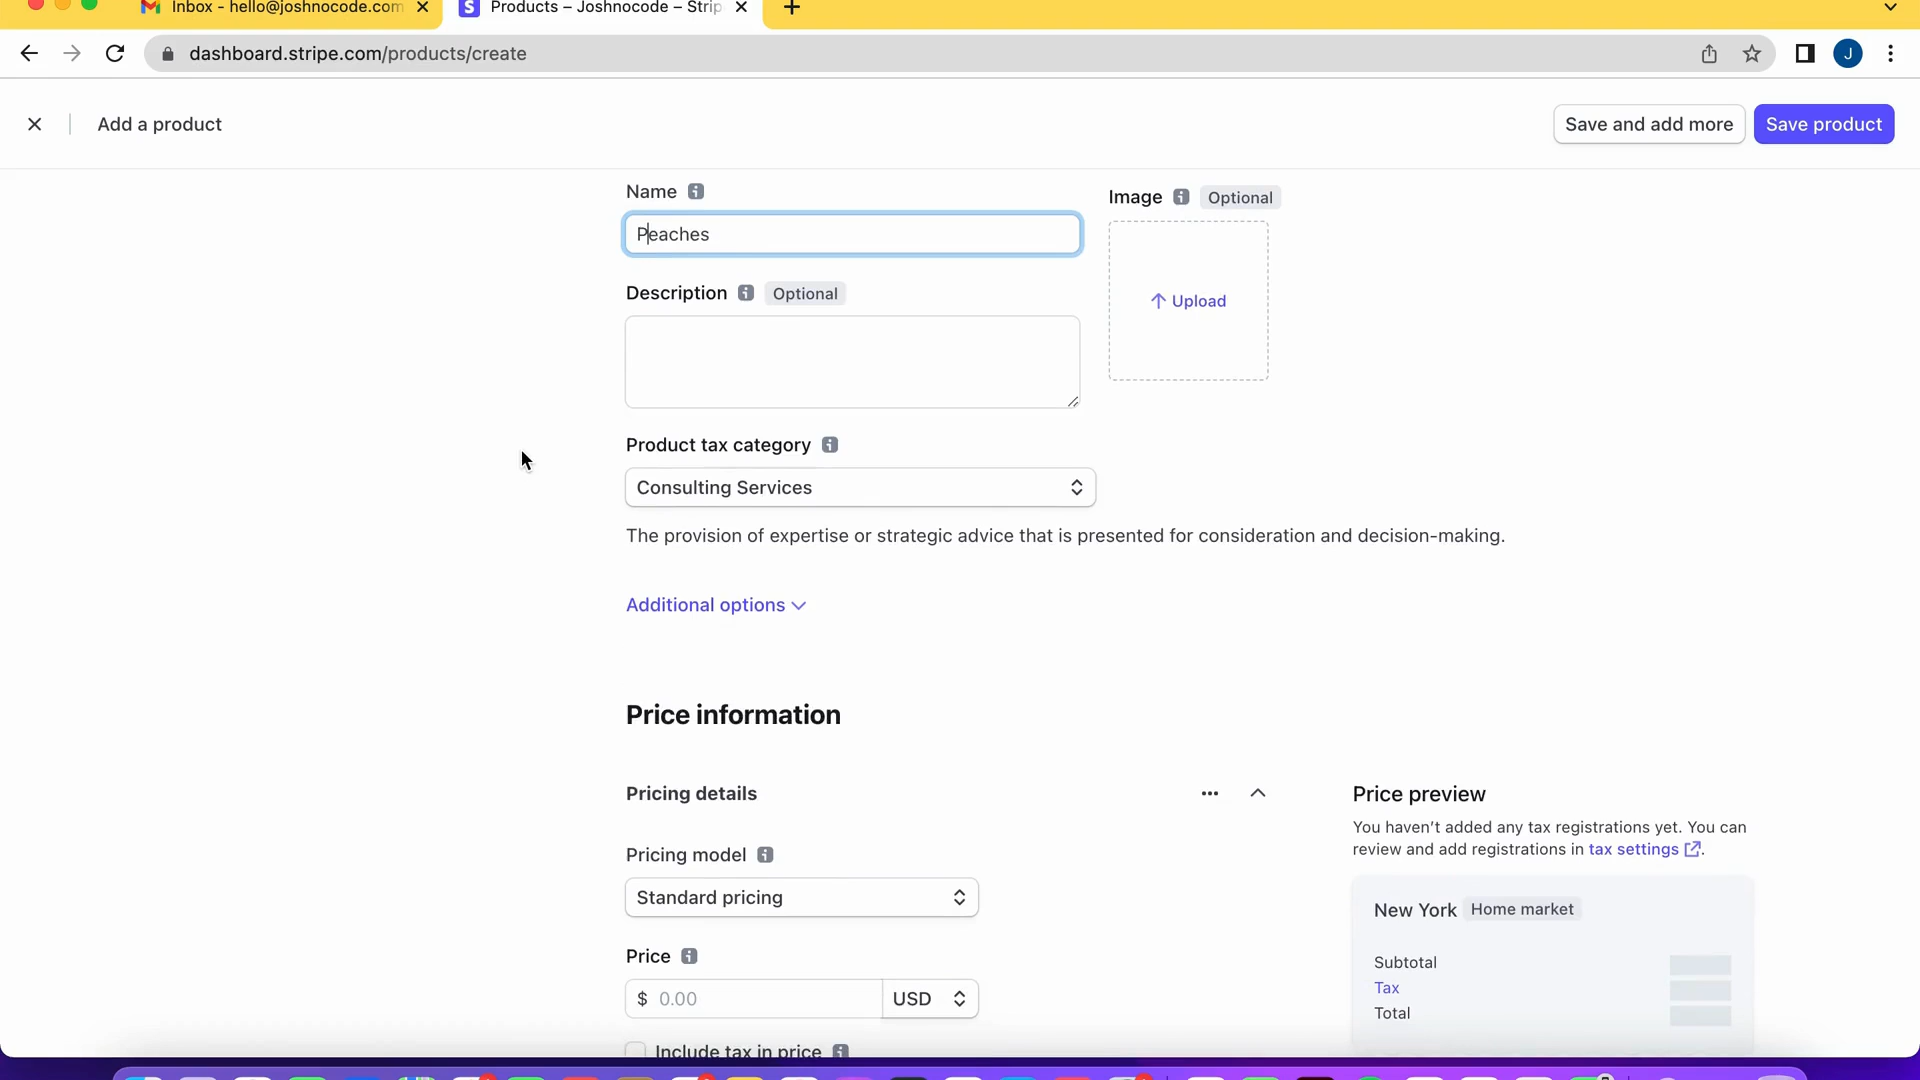 Inbox - hello@joshnocode.com
Products – Joshnocode – Strip
dashboard.stripe.com/products/create
J
Add a product
Save and add more
Save product
Name
Image
Optional
Peaches
Upload
Description
Optional
Product tax category
Consulting Services
The provision of expertise or strategic advice that is presented for consideration and decision-making.
Additional options
Price information
Pricing details
Price preview
You haven’t added any tax registrations yet. You can
review and add registrations in tax settings.
Pricing model
Standard pricing
New York
Home market
Price
Subtotal
$ 0.00
USD
Tax
Total
Include tax in price